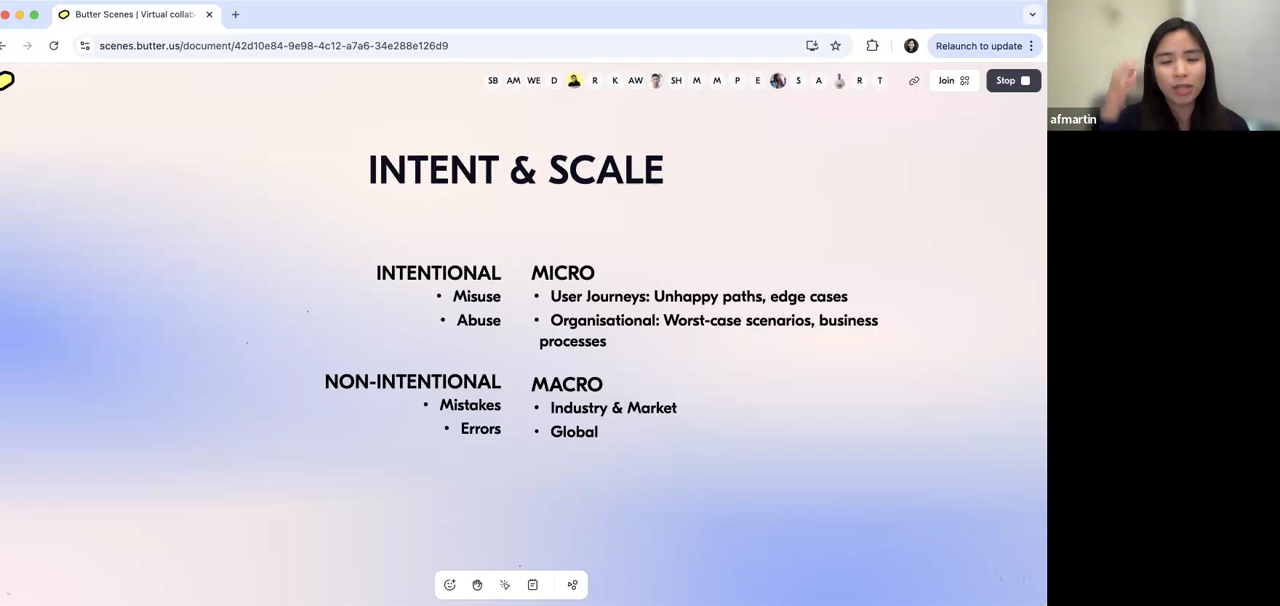 Butter Scenes | Virtual collab
scenes.butter.us/document/42d10e84-9e98-4c12-a7a6-34e288e126d9
Relaunch to update
SB AM WE D R K AW SH M M P E S A R T
Join
Stop
afmartin
INTENT & SCALE
INTENTIONAL
• Misuse
• Abuse
NON-INTENTIONAL
• Mistakes
• Errors
MICRO
• User Journeys: Unhappy paths, edge cases
• Organisational: Worst-case scenarios, business
processes
MACRO
• Industry & Market
• Global